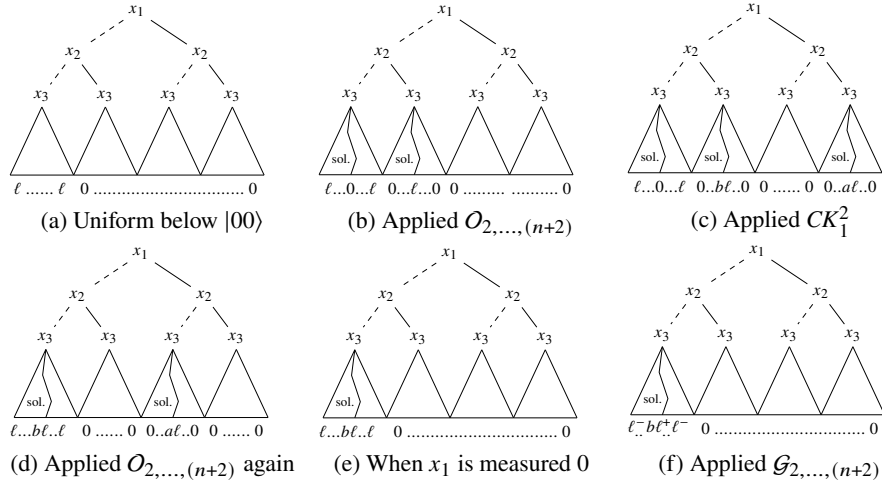 x₁ x₁ x₁
x₂ x₂ x₂ x₂ x₂ x₂
x₃ x₃ x₃ x₃ x₃ x₃ x₃ x₃ x₃ x₃ x₃ x₃
sol. sol. sol. sol. sol.
ℓ ...... ℓ 0 ........................................ 0 ℓ...0...ℓ 0...ℓ...0 0 ...................... 0 ℓ...0...ℓ 0..bℓ..0 0 ...... 0 0..aℓ..0
(a) Uniform below |00⟩ (b) Applied O₂,...,(n+2) (c) Applied CK₁²
x₁ x₁ x₁
x₂ x₂ x₂ x₂ x₂ x₂
x₃ x₃ x₃ x₃ x₃ x₃ x₃ x₃ x₃ x₃ x₃ x₃
sol. sol. sol. sol.
ℓ...bℓ..ℓ 0 ...... 0 0..aℓ..0 0 ...... 0 ℓ...bℓ..ℓ 0 ...................................... 0 ℓ⁻..bℓ⁺..ℓ⁻ 0 ...................................... 0
(d) Applied O₂,...,(n+2) again (e) When x₁ is measured 0 (f) Applied G₂,...,(n+2)